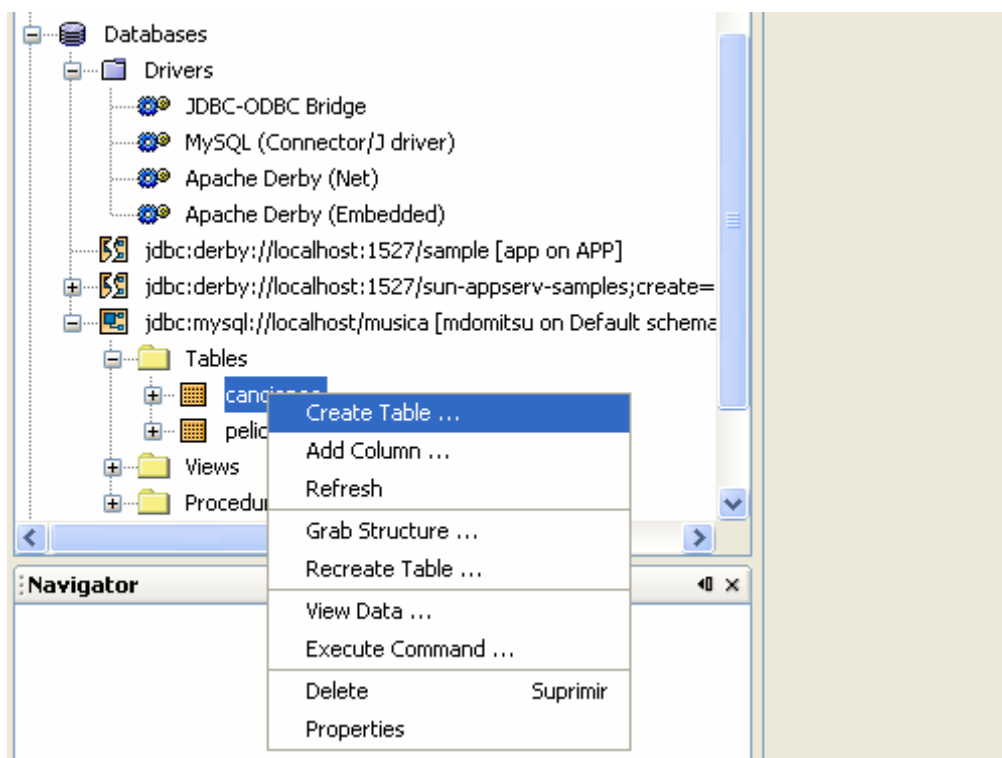 Databases
Drivers
JDBC-ODBC Bridge
MySQL (Connector/J driver)
Apache Derby (Net)
Apache Derby (Embedded)
jdbc:derby://localhost:1527/sample [app on APP]
jdbc:derby://localhost:1527/sun-appserv-samples;create=
jdbc:mysql://localhost/musica [mdomitsu on Default schema
Tables
Create Table ...
Add Column ...
Views
Refresh
Grab Structure ...
Recreate Table ...
Navigator
View Data ...
Execute Command ...
Delete Suprimir
Properties